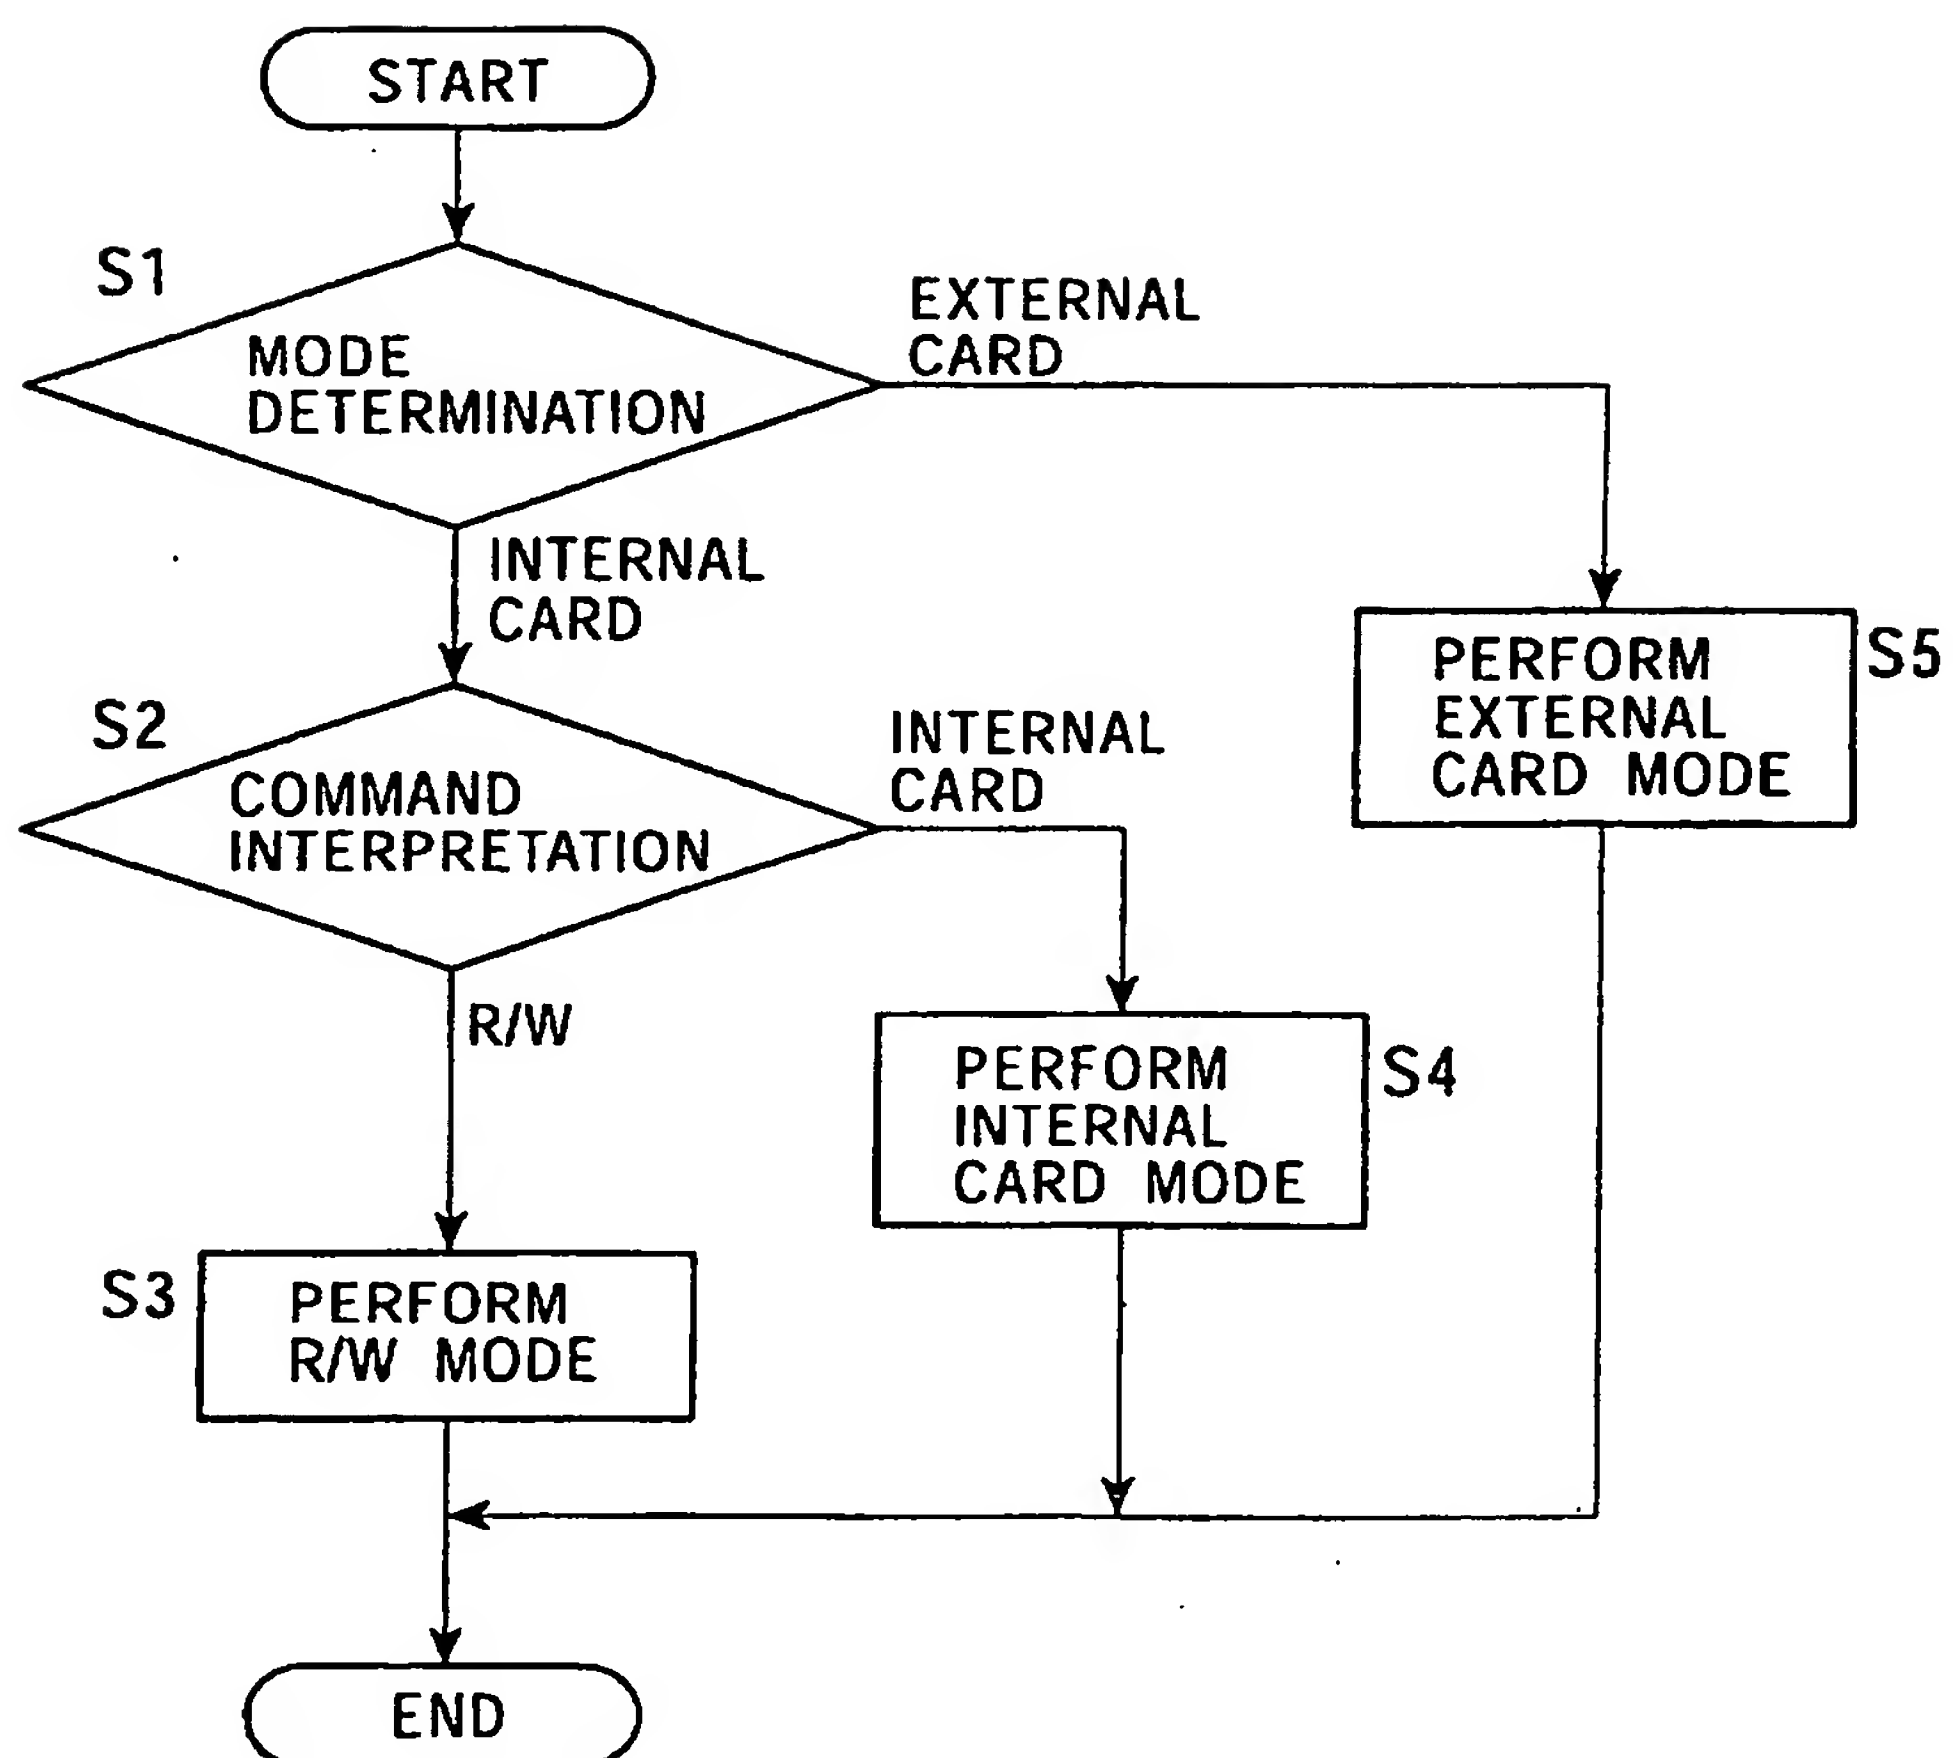 START
S1
MODE
DETERMINATION
EXTERNAL
CARD
INTERNAL
CARD
S2
COMMAND
INTERPRETATION
INTERNAL
CARD
PERFORM
EXTERNAL
CARD MODE
S5
R/W
PERFORM
INTERNAL
CARD MODE
S4
S3
PERFORM
R/W MODE
END